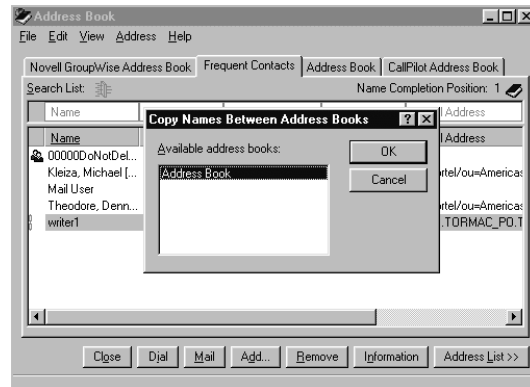 Address Book
File Edit View Address Help
Novell GroupWise Address Book Frequent Contacts Address Book CallPilot Address Book
Search List: Name Completion Position: 1
Name Address
Copy Names Between Address Books
Name Address
Available address books:
OK
00000DoNotDel...
Address Book
Kleiza, Michael [... rtel/ou=Americas
Cancel
Mail User
Theodore, Denn... rtel/ou=Americas
writer1 .TORMAC_PO.T
Close Dial Mail Add... Remove Information Address List >>